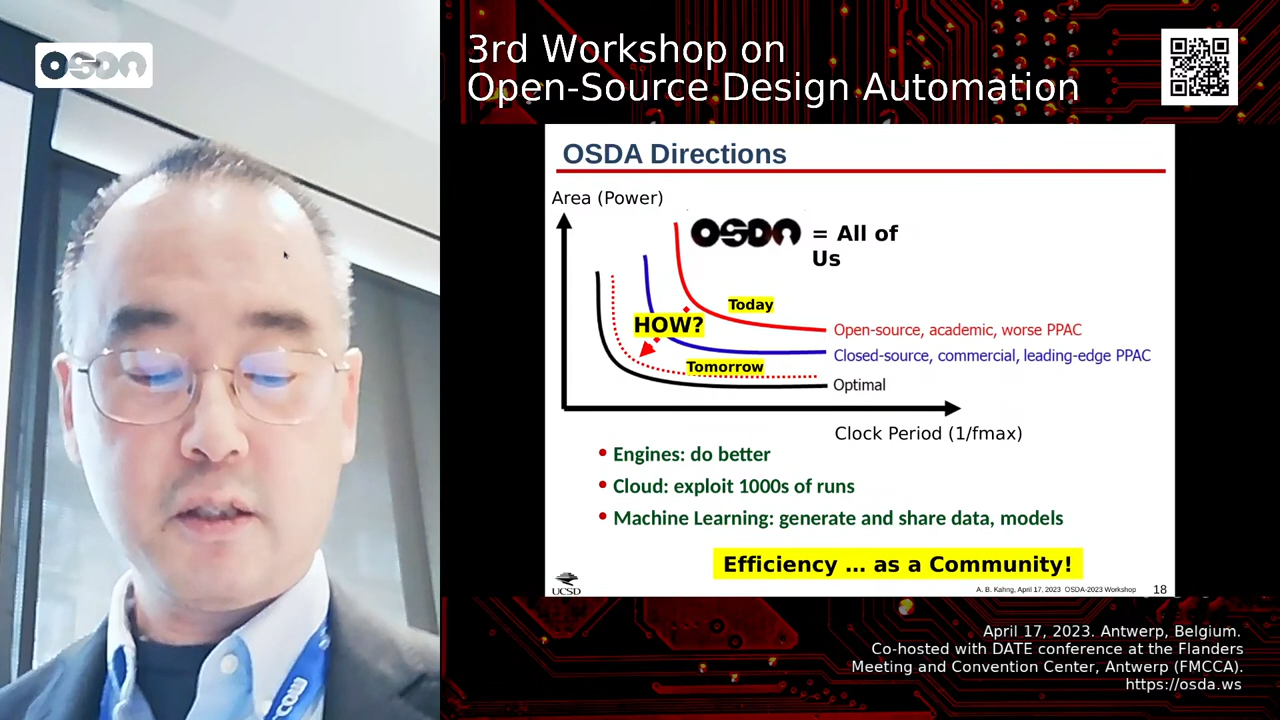 OSDA
3rd Workshop on
Open-Source Design Automation
OSDA Directions
Area (Power)
OSDA = All of
Us
Today
HOW?
Open-source, academic, worse PPAC
Closed-source, commercial, leading-edge PPAC
Tomorrow
Optimal
Clock Period (1/fmax)
• Engines: do better
• Cloud: exploit 1000s of runs
• Machine Learning: generate and share data, models
Efficiency … as a Community!
UCSD
A. B. Kahng, April 17, 2023 OSDA-2023 Workshop
18
April 17, 2023. Antwerp, Belgium.
Co-hosted with DATE conference at the Flanders
Meeting and Convention Center, Antwerp (FMCCA).
https://osda.ws